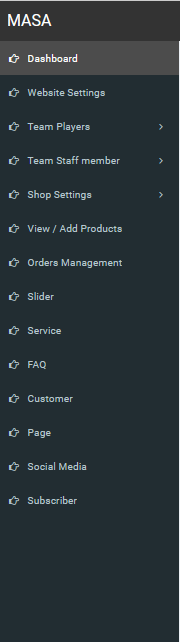 MASA
Dashboard
Website Settings
Team Players
Team Staff member
Shop Settings
View / Add Products
Orders Management
Slider
Service
FAQ
Customer
Page
Social Media
Subscriber